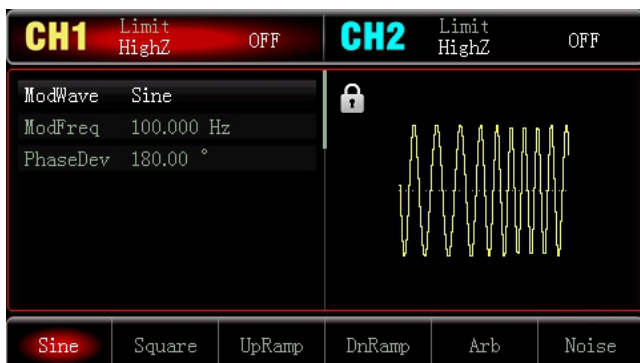 CH1 Limit HighZ OFF CH2 Limit HighZ OFF
ModWave Sine
ModFreq 100.000 Hz
PhaseDev 180.00 °
Sine Square UpRamp DnRamp Arb Noise